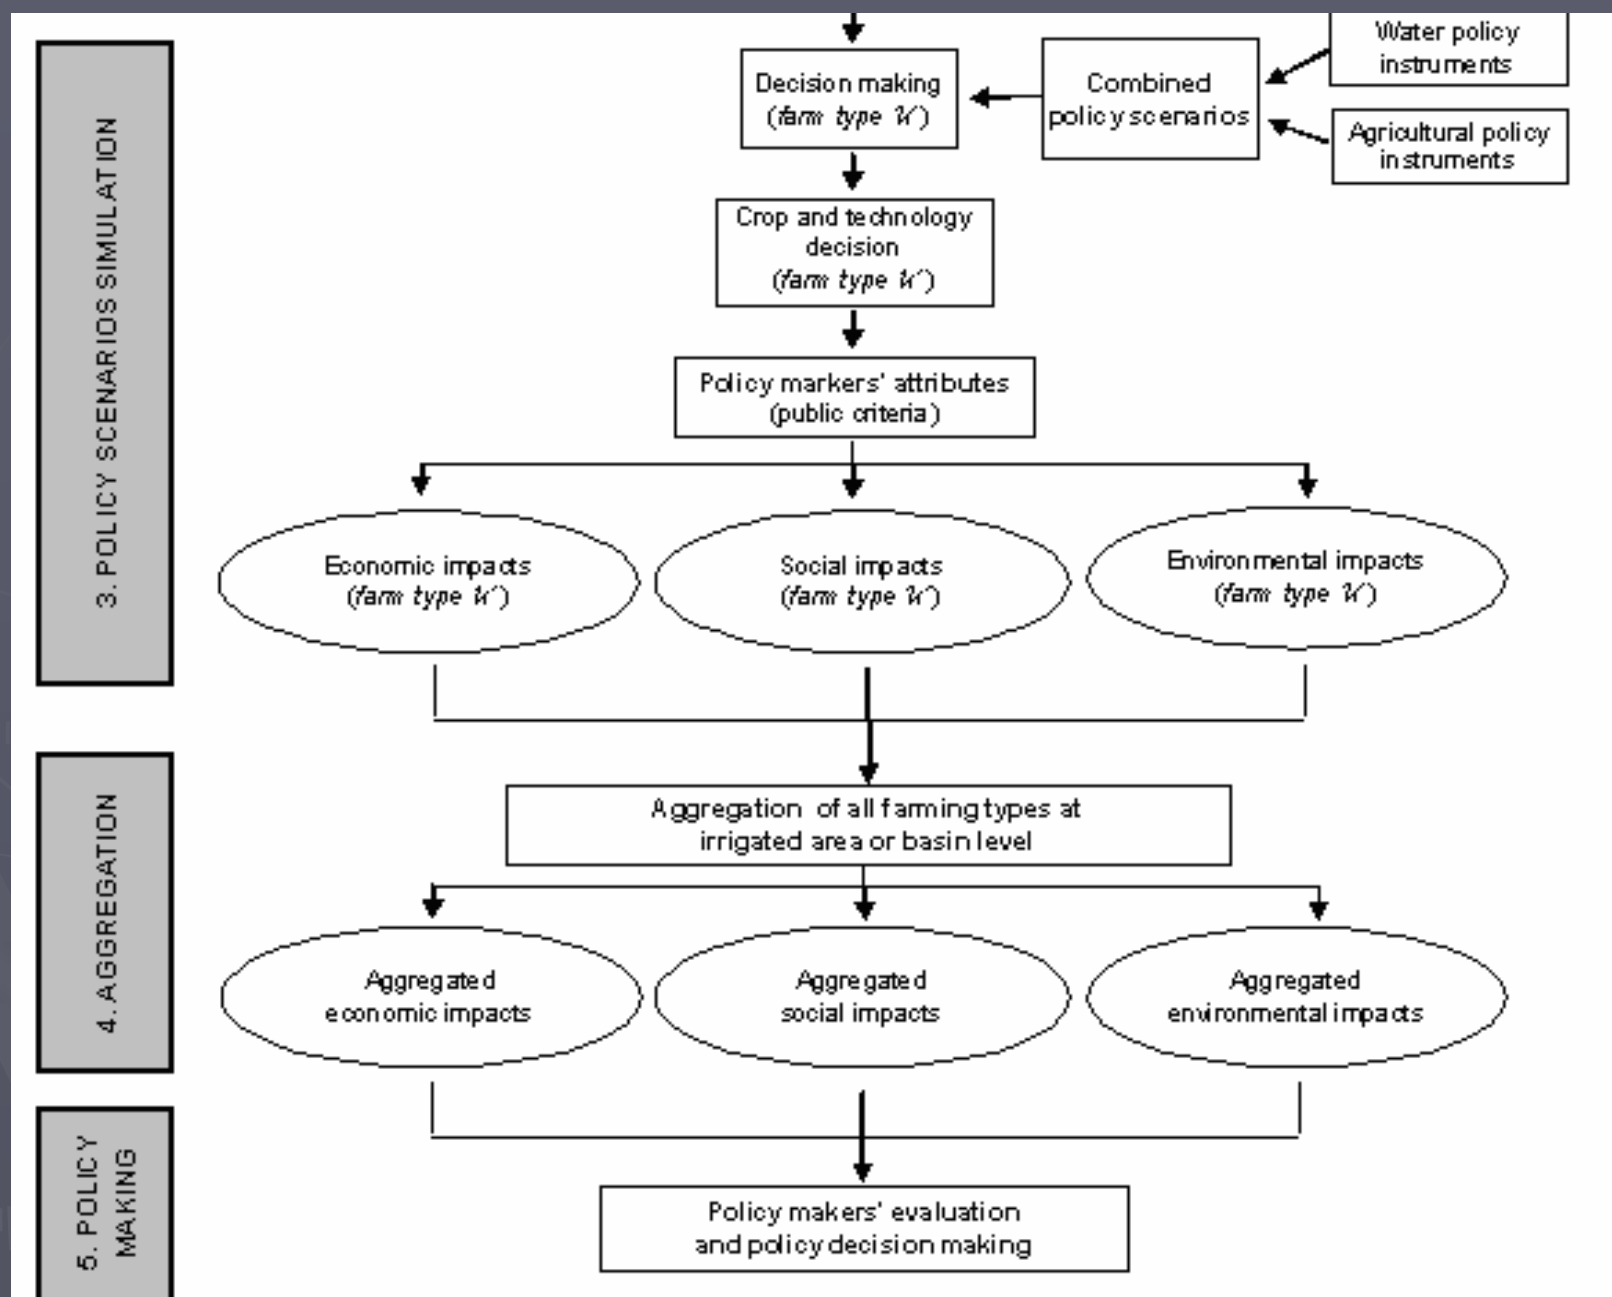 3. POLICY SCENARIOS SIMULATION
Decision making
(farm type 'k')
Combined
policy scenarios
Water policy
instruments
Agricultural policy
instruments
Crop and technology
decision
(farm type 'k')
Policy markers' attributes
(public criteria)
Economic impacts
(farm type 'k')
Social impacts
(farm type 'k')
Environmental impacts
(farm type 'k')
4. AGGREGATION
Aggregation of all farming types at
irrigated area or basin level
Aggregated
economic impacts
Aggregated
social impacts
Aggregated
environmental impacts
5. POLICY
MAKING
Policy makers' evaluation
and policy decision making